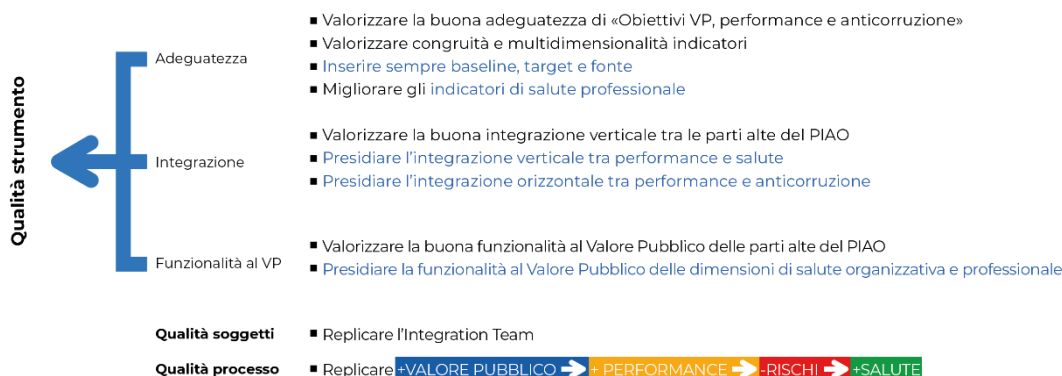 Qualità strumento
Adeguatezza
▪ Valorizzare la buona adeguatezza di «Obiettivi VP, performance e anticorruzione»
▪ Valorizzare congruità e multidimensionalità indicatori
▪ Inserire sempre baseline, target e fonte
▪ Migliorare gli indicatori di salute professionale
Integrazione
▪ Valorizzare la buona integrazione verticale tra le parti alte del PIAO
▪ Presidiare l’integrazione verticale tra performance e salute
▪ Presidiare l’integrazione orizzontale tra performance e anticorruzione
Funzionalità al VP
▪ Valorizzare la buona funzionalità al Valore Pubblico delle parti alte del PIAO
▪ Presidiare la funzionalità al Valore Pubblico delle dimensioni di salute organizzativa e professionale
Qualità soggetti ▪ Replicare l’Integration Team
Qualità processo ▪ Replicare +VALORE PUBBLICO → + PERFORMANCE → -RISCHI → +SALUTE